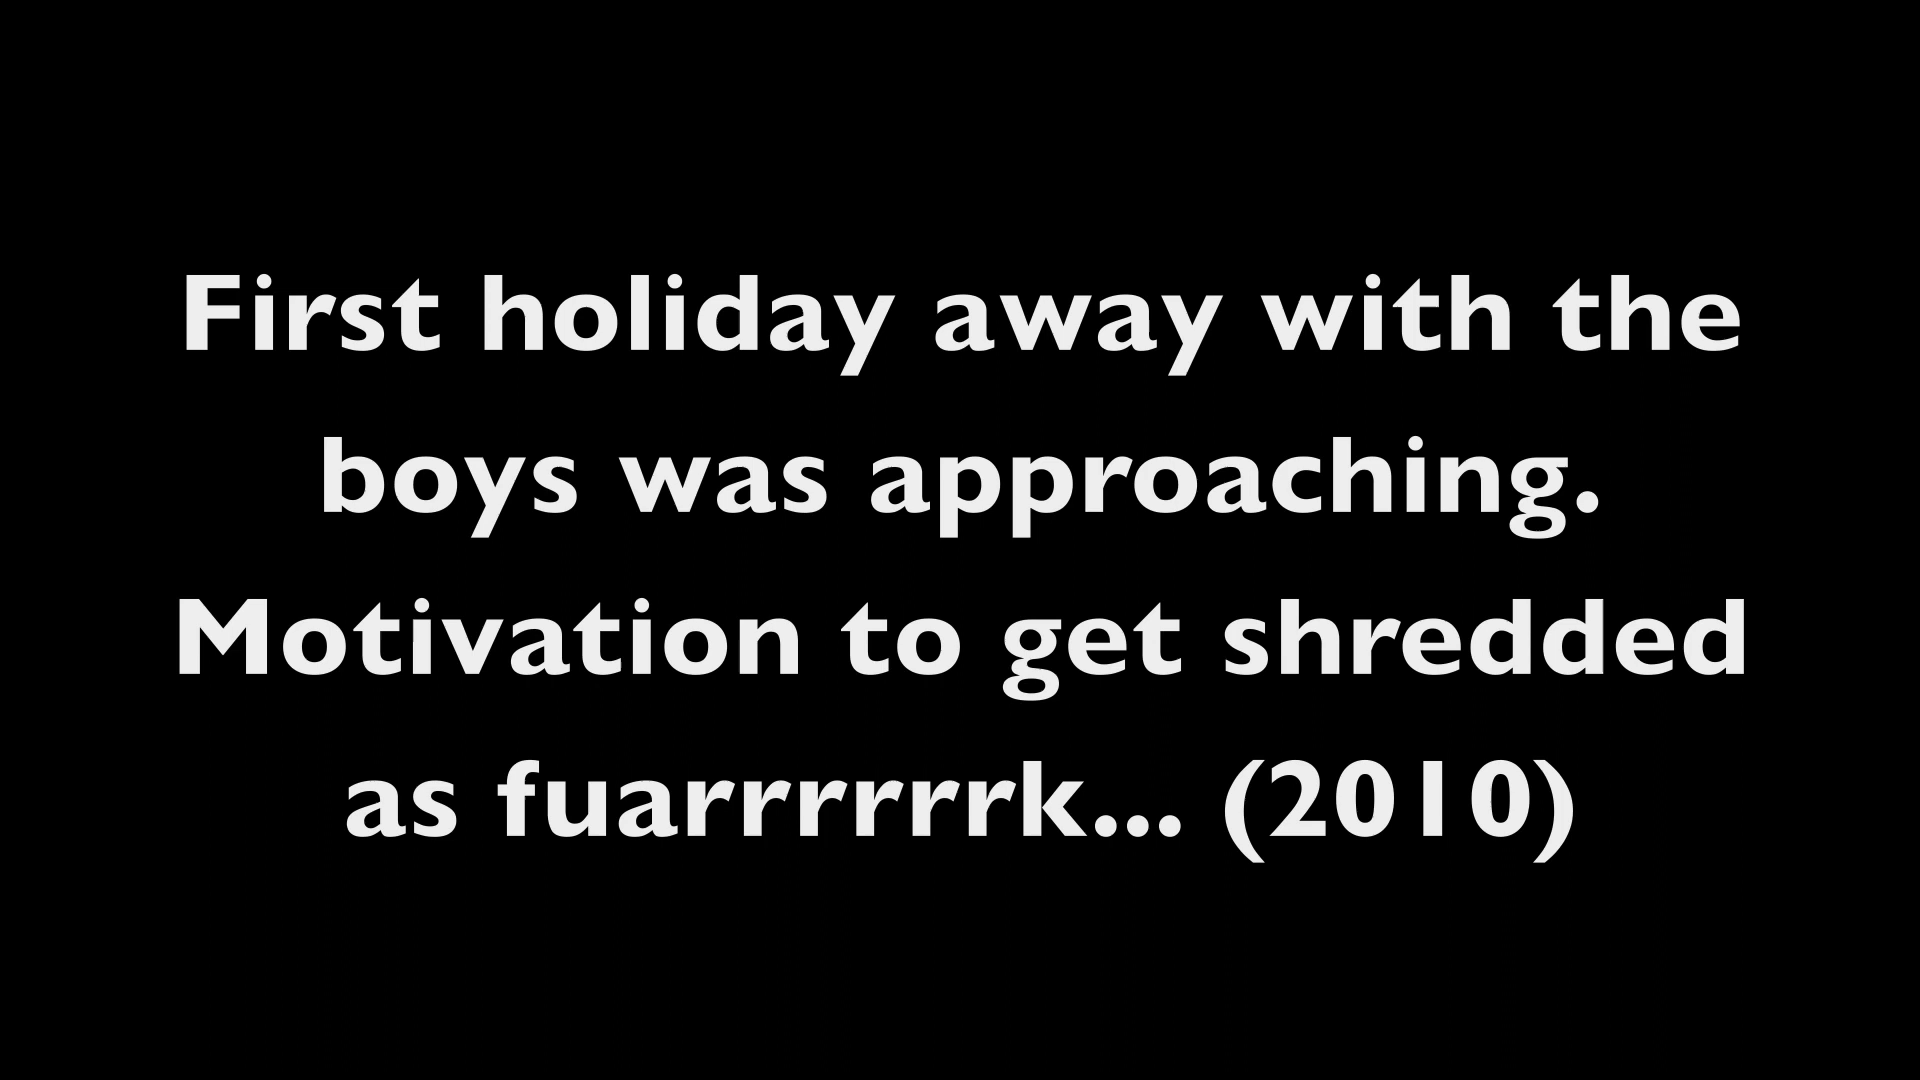 First holiday away with the
boys was approaching.
Motivation to get shredded
as fuarrrrrrk... (2010)